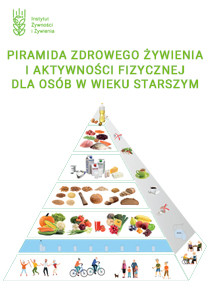 Instytut
Żywności
i Żywienia
PIRAMIDA ZDROWEGO ŻYWIENIA
I AKTYWNOŚCI FIZYCZNEJ
DLA OSÓB W WIEKU STARSZYM